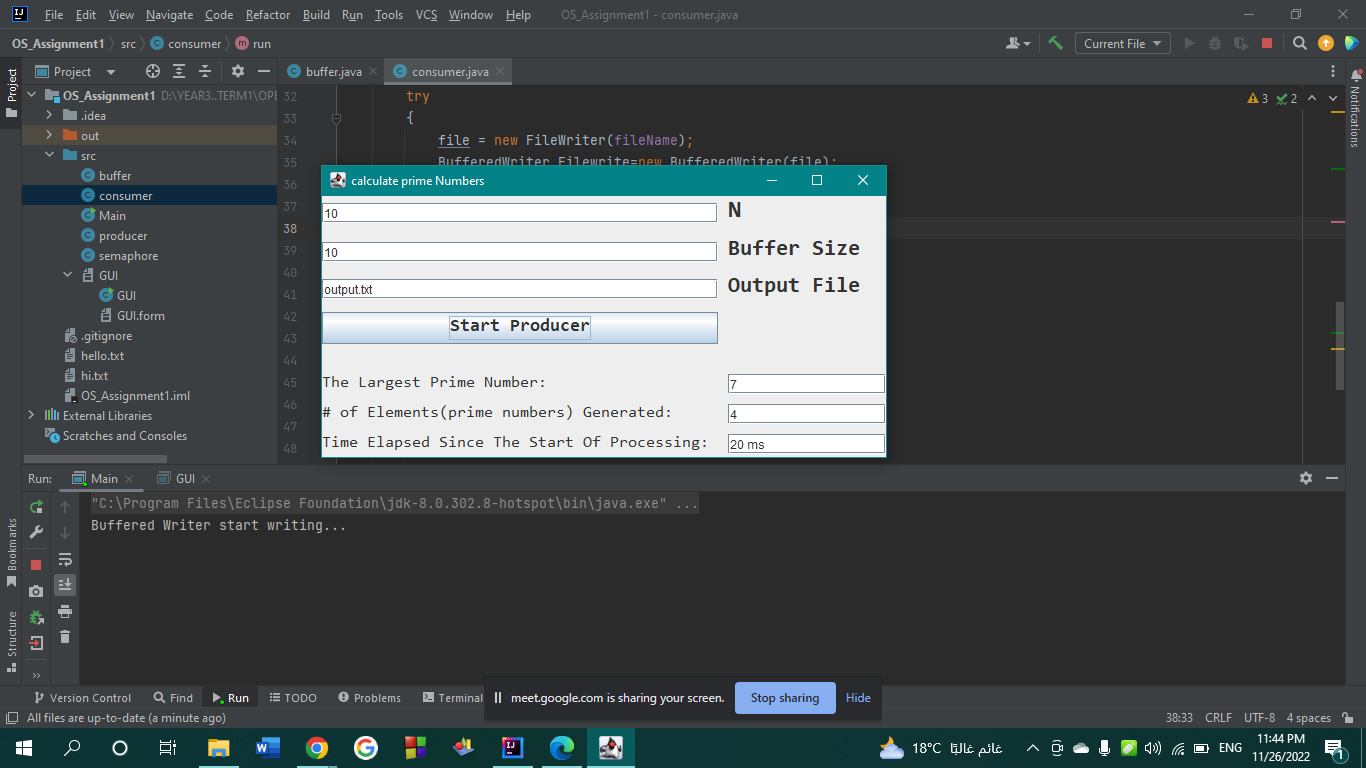 File Edit View Navigate Code Refactor Build Run Tools VCS Window Help OS_Assignment1 - consumer.java
OS_Assignment1 src consumer run Current File
Project
buffer.java consumer.java
Project
OS_Assignment1 D:\YEAR3..TERM1\OPE
.idea
out
src
buffer
consumer
Main
producer
semaphore
GUI
GUI
GUI.form
.gitignore
hello.txt
hi.txt
OS_Assignment1.iml
External Libraries
Scratches and Consoles
32 try
33 {
34 file = new FileWriter(fileName);
35 BufferedWriter Filewrite=new BufferedWriter(file);
36
37
38
39
40
41
42
43
44
45
46
47
48
3 2
Notifications
calculate prime Numbers
10 N
10 Buffer Size
output.txt Output File
Start Producer
The Largest Prime Number: 7
# of Elements(prime numbers) Generated: 4
Time Elapsed Since The Start Of Processing: 20 ms
Run: Main GUI
"C:\Program Files\Eclipse Foundation\jdk-8.0.302.8-hotspot\bin\java.exe" ...
Buffered Writer start writing...
Bookmarks
Structure
Version Control Find Run TODO Problems Terminal
meet.google.com is sharing your screen. Stop sharing Hide
All files are up-to-date (a minute ago) 38:33 CRLF UTF-8 4 spaces
18°C غائم غالبًا ENG 11:44 PM
11/26/2022
1